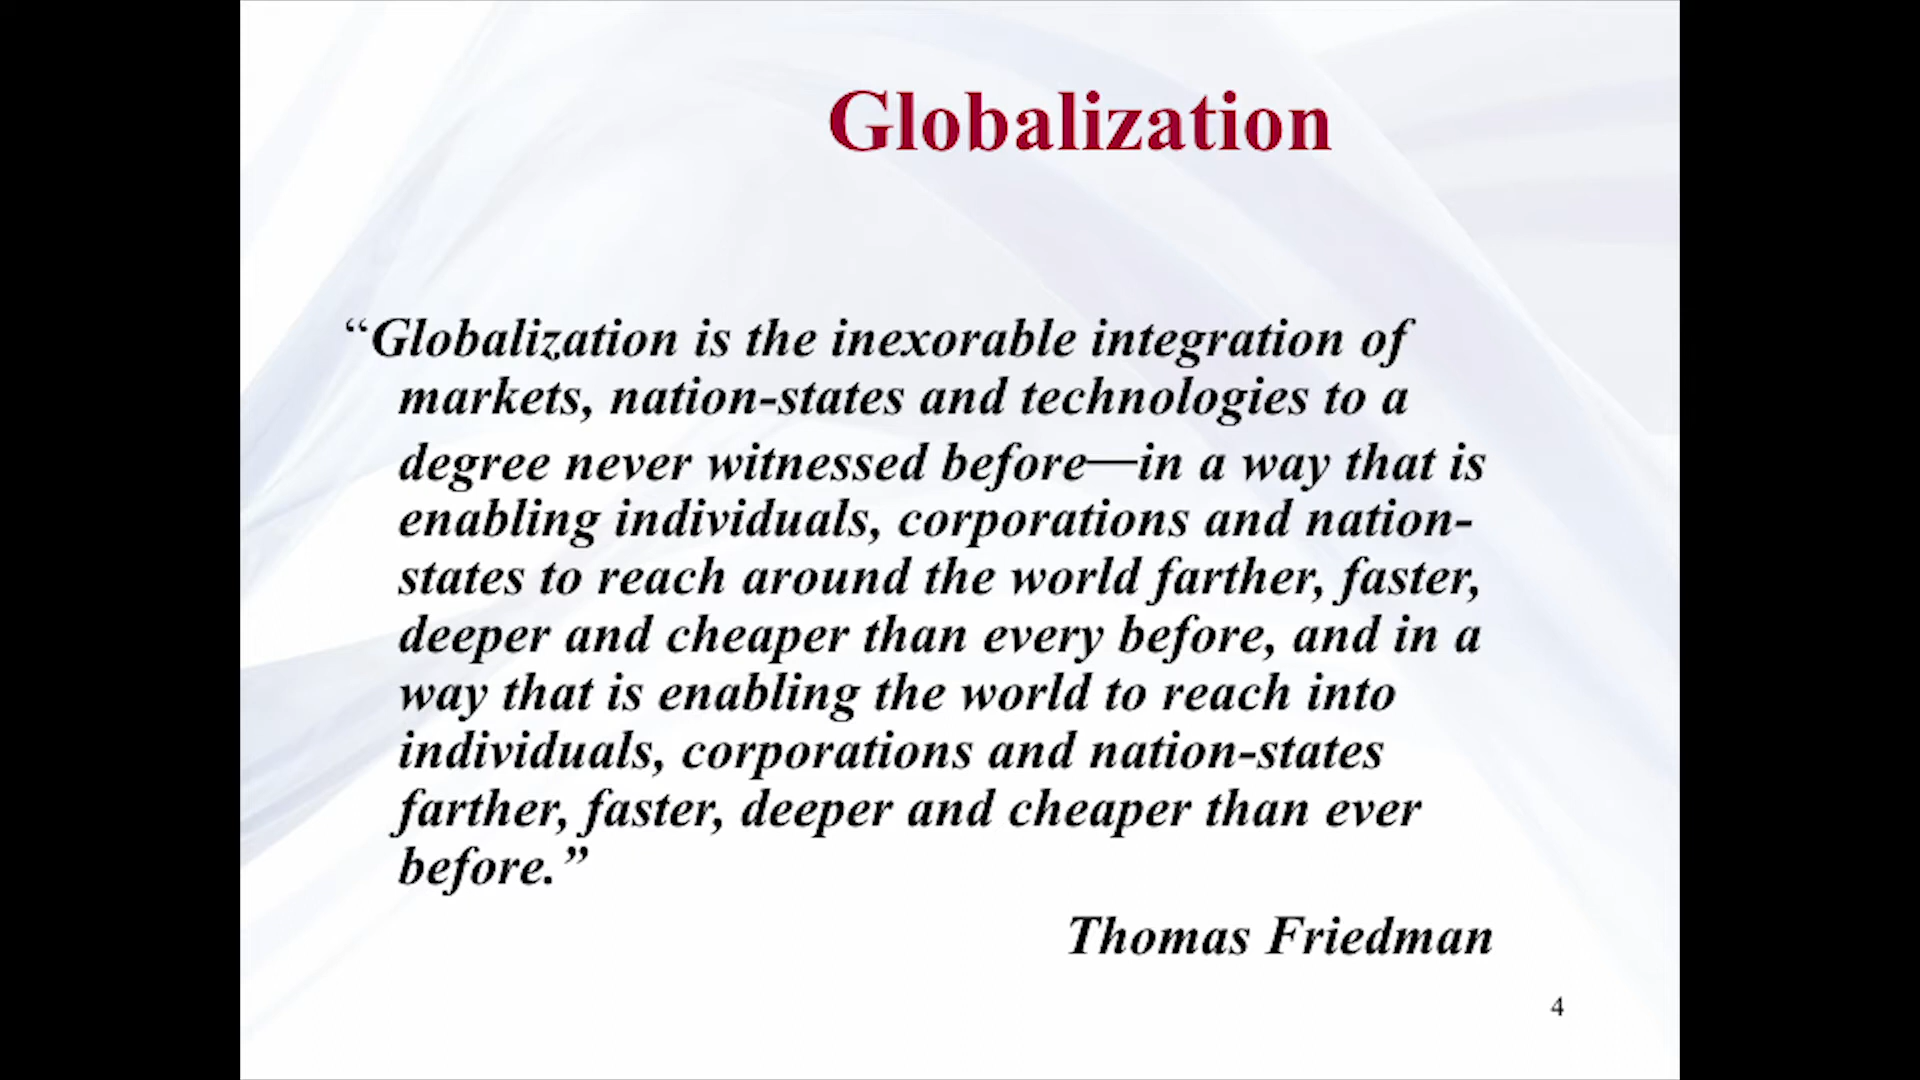 Globalization
“Globalization is the inexorable integration of
markets, nation-states and technologies to a
degree never witnessed before—in a way that is
enabling individuals, corporations and nation-
states to reach around the world farther, faster,
deeper and cheaper than every before, and in a
way that is enabling the world to reach into
individuals, corporations and nation-states
farther, faster, deeper and cheaper than ever
before.”
Thomas Friedman
4